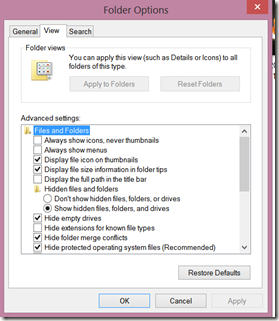 Folder Options
General View Search
Folder views
You can apply this view (such as Details or Icons) to all
folders of this type.
Apply to Folders Reset Folders
Advanced settings:
Files and Folders
Always show icons, never thumbnails
Always show menus
Display file icon on thumbnails
Display file size information in folder tips
Display the full path in the title bar
Hidden files and folders
Don't show hidden files, folders, or drives
Show hidden files, folders, and drives
Hide empty drives
Hide extensions for known file types
Hide folder merge conflicts
Hide protected operating system files (Recommended)
Restore Defaults
OK Cancel Apply